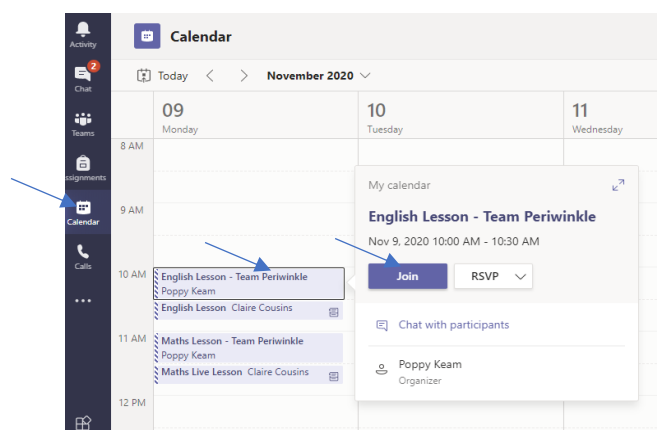 Activity
Calendar
2
Chat
Today
November 2020
Teams
09
Monday
10
Tuesday
11
Wednesday
8 AM
ssignments
9 AM
Calendar
Calls
10 AM
English Lesson - Team Periwinkle
Poppy Keam
English Lesson Claire Cousins
11 AM
Maths Lesson - Team Periwinkle
Poppy Keam
Maths Live Lesson Claire Cousins
12 PM
My calendar
English Lesson - Team Periwinkle
Nov 9, 2020 10:00 AM - 10:30 AM
Join
RSVP
Chat with participants
Poppy Keam
Organizer